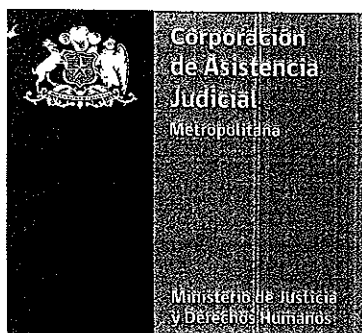 Corporación
de Asistencia
Judicial
Metropolitana
Ministerio de Justicia
y Derechos Humanos